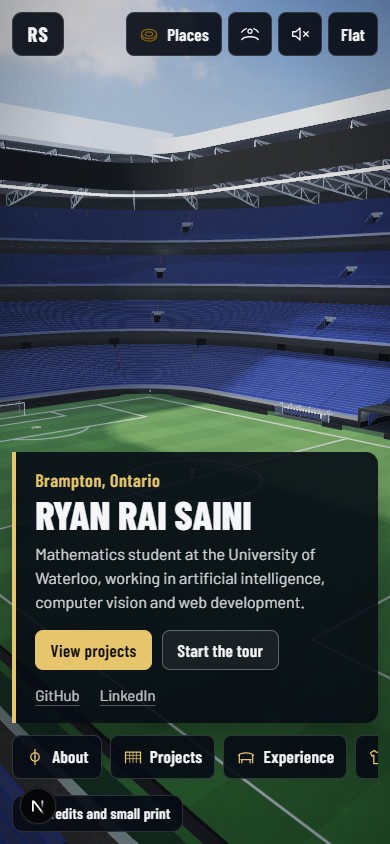 RS
Places
Flat
Brampton, Ontario
RYAN RAI SAINI
Mathematics student at the University of
Waterloo, working in artificial intelligence,
computer vision and web development.
View projects
Start the tour
GitHub
LinkedIn
About
Projects
Experience
N
edits and small print